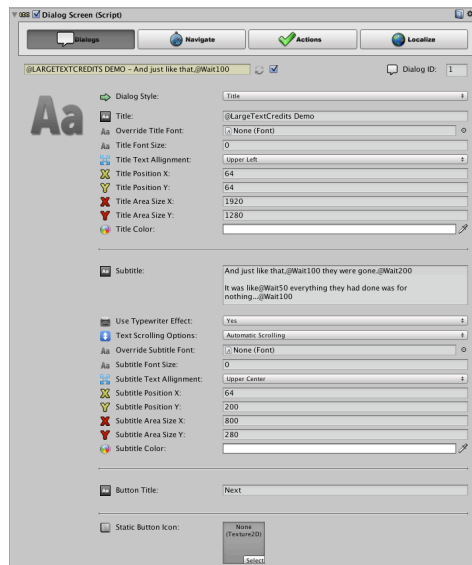 Dialog Screen (Script)
Dialogs
Navigate
Actions
Localize
@LARGETEXTCREDITS DEMO - And just like that,@Wait100
Dialog ID: 1
Aa
Dialog Style: Title
Title: @LargeTextCredits Demo
Aa Override Title Font: None (Font)
Aa Title Font Size: 0
Title Text Allignment: Upper Left
X Title Position X: 64
Y Title Position Y: 64
X Title Area Size X: 1920
Y Title Area Size Y: 1280
Title Color:
Subtitle: And just like that,@Wait100 they were gone.@Wait200
It was like@Wait50 everything they had done was for
nothing...@Wait100
Use Typewriter Effect: Yes
Text Scrolling Options: Automatic Scrolling
Aa Override Subtitle Font: None (Font)
Aa Subtitle Font Size: 0
Subtitle Text Allignment: Upper Center
X Subtitle Position X: 64
Y Subtitle Position Y: 200
X Subtitle Area Size X: 800
Y Subtitle Area Size Y: 280
Subtitle Color:
Button Title: Next
Static Button Icon: None
(Texture2D)
Select